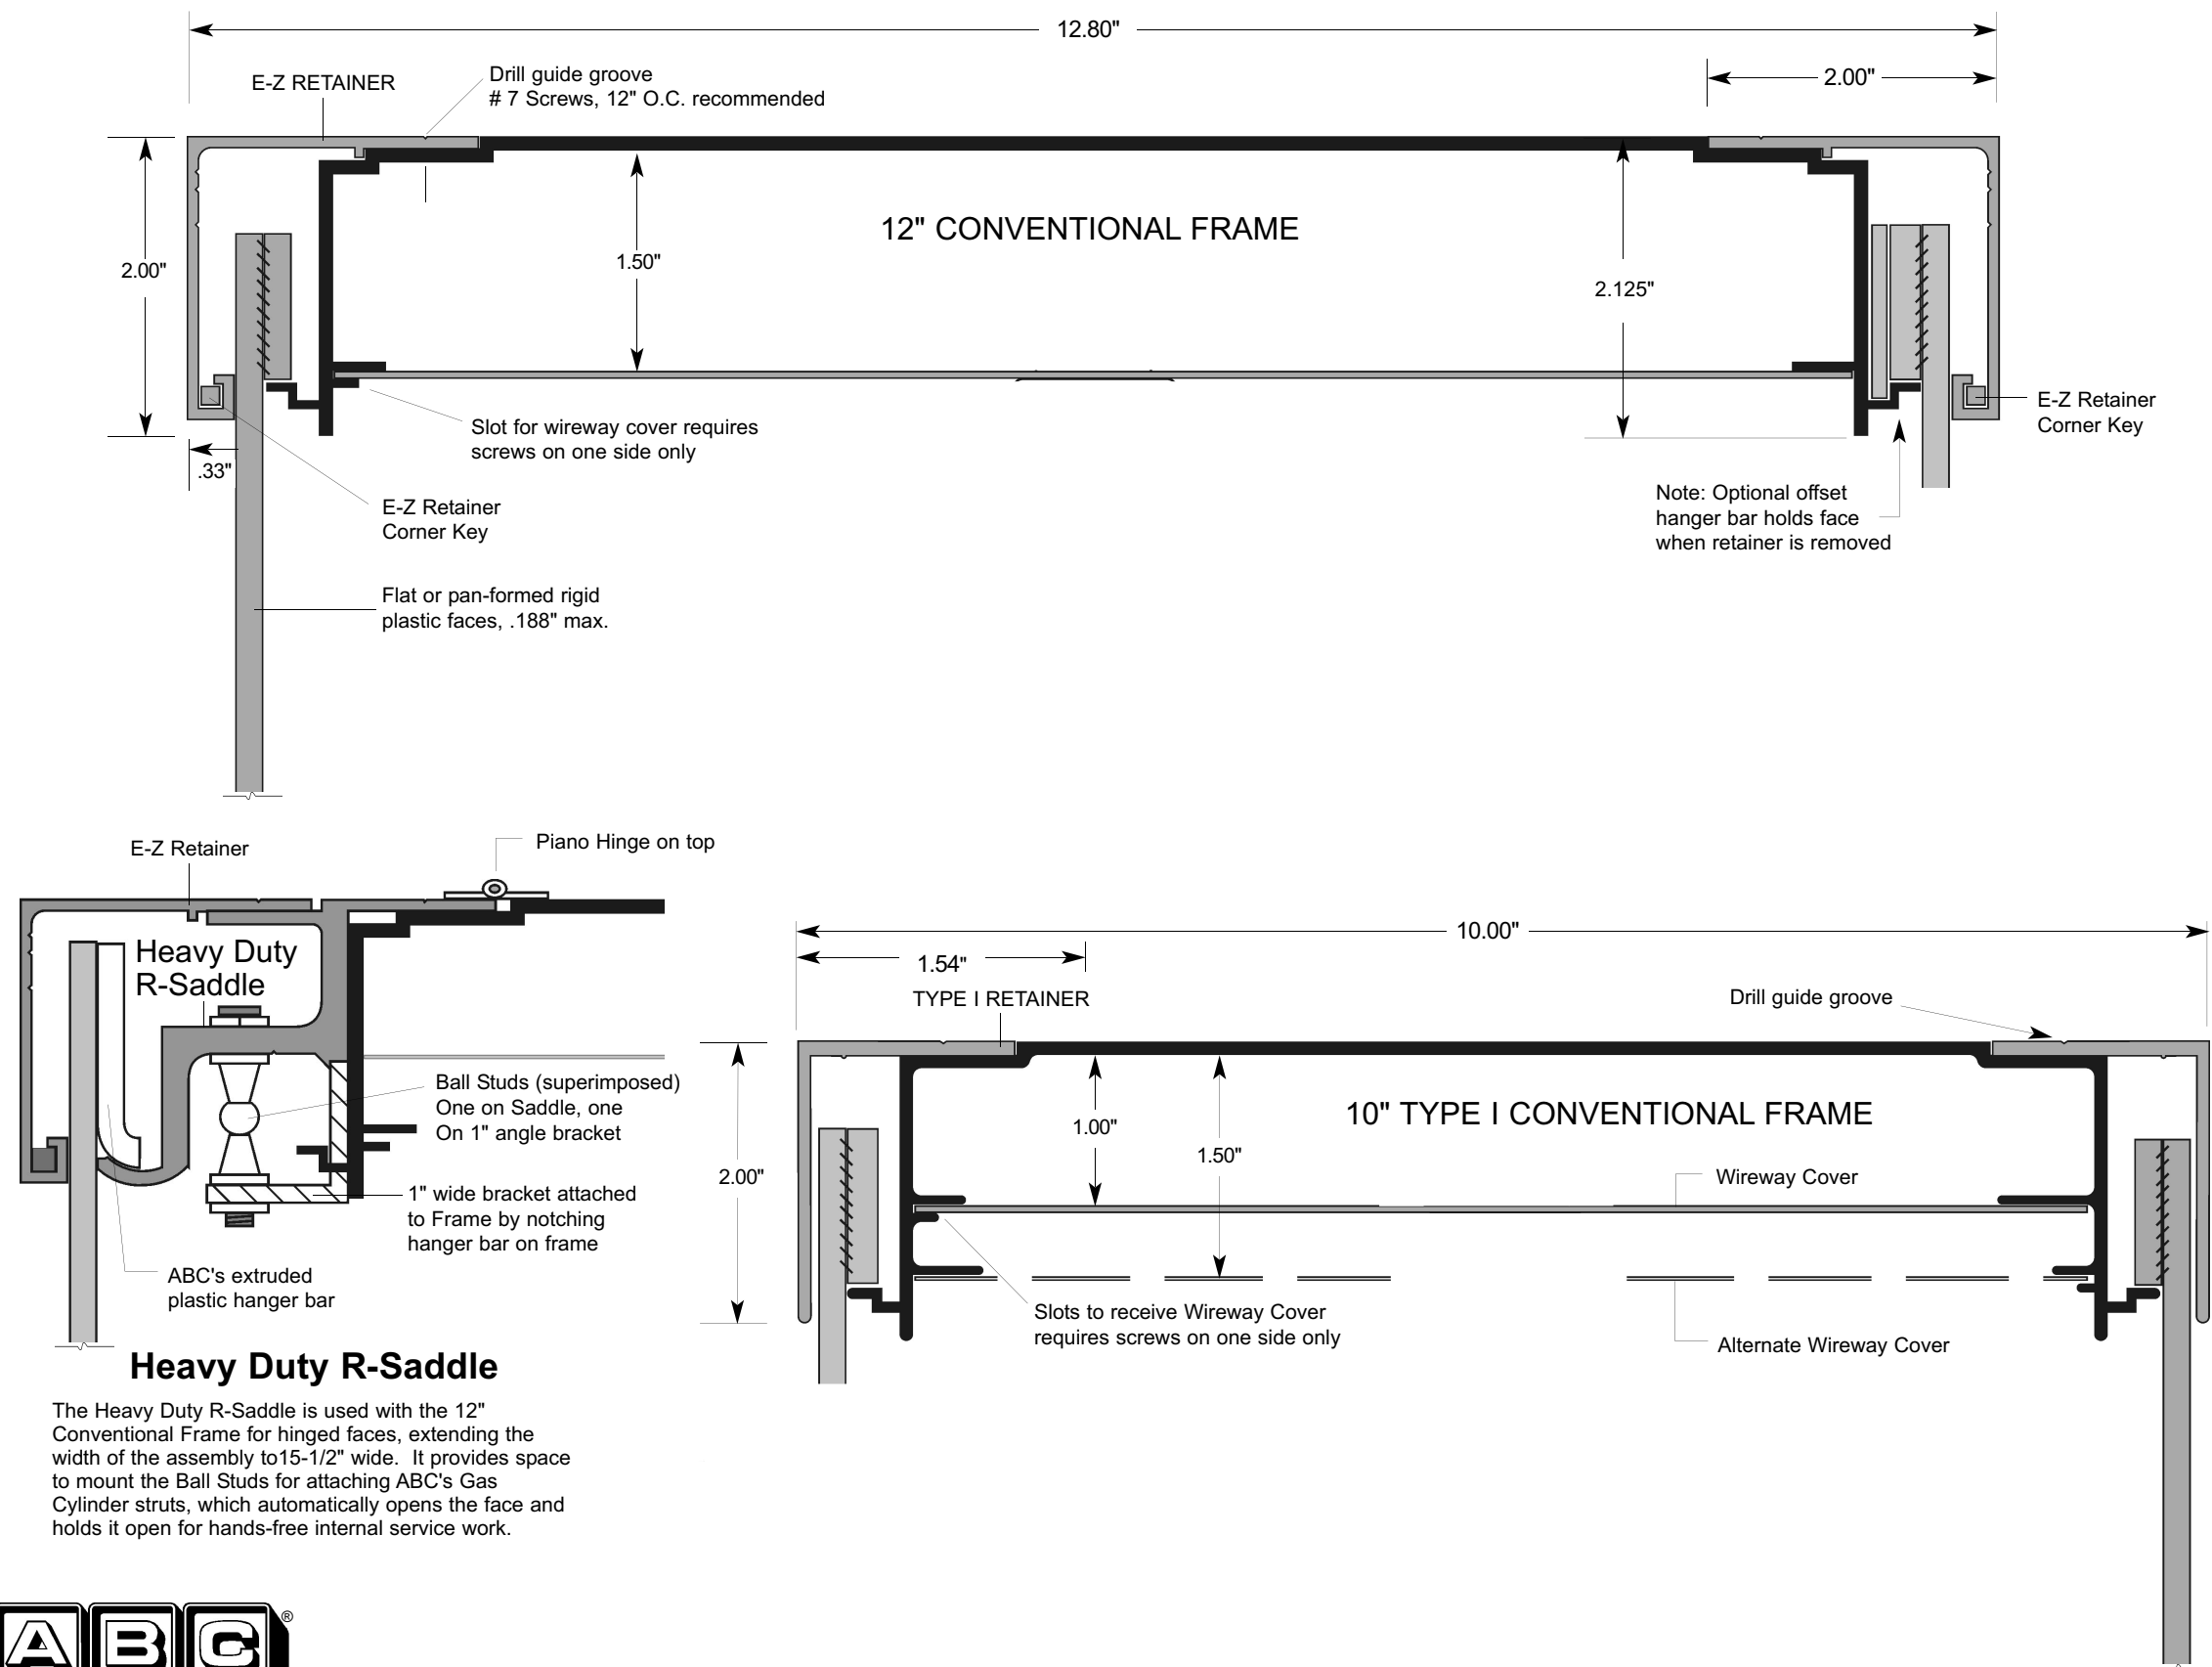 12.80"
2.00"
E-Z RETAINER
Drill guide groove
# 7 Screws, 12" O.C. recommended
12" CONVENTIONAL FRAME
2.00"
1.50"
2.125"
.33"
Slot for wireway cover requires
screws on one side only
E-Z Retainer
Corner Key
E-Z Retainer
Corner Key
Note: Optional offset
hanger bar holds face
when retainer is removed
Flat or pan-formed rigid
plastic faces, .188" max.
E-Z Retainer
Piano Hinge on top
Heavy Duty
R-Saddle
Ball Studs (superimposed)
One on Saddle, one
On 1" angle bracket
1" wide bracket attached
to Frame by notching
hanger bar on frame
ABC's extruded
plastic hanger bar
Heavy Duty R-Saddle
The Heavy Duty R-Saddle is used with the 12"
Conventional Frame for hinged faces, extending the
width of the assembly to15-1/2" wide.  It provides space
to mount the Ball Studs for attaching ABC's Gas
Cylinder struts, which automatically opens the face and
holds it open for hands-free internal service work.
10.00"
1.54"
TYPE I RETAINER
Drill guide groove
10" TYPE I CONVENTIONAL FRAME
1.00"
1.50"
2.00"
Wireway Cover
Slots to receive Wireway Cover
requires screws on one side only
Alternate Wireway Cover
ABC®